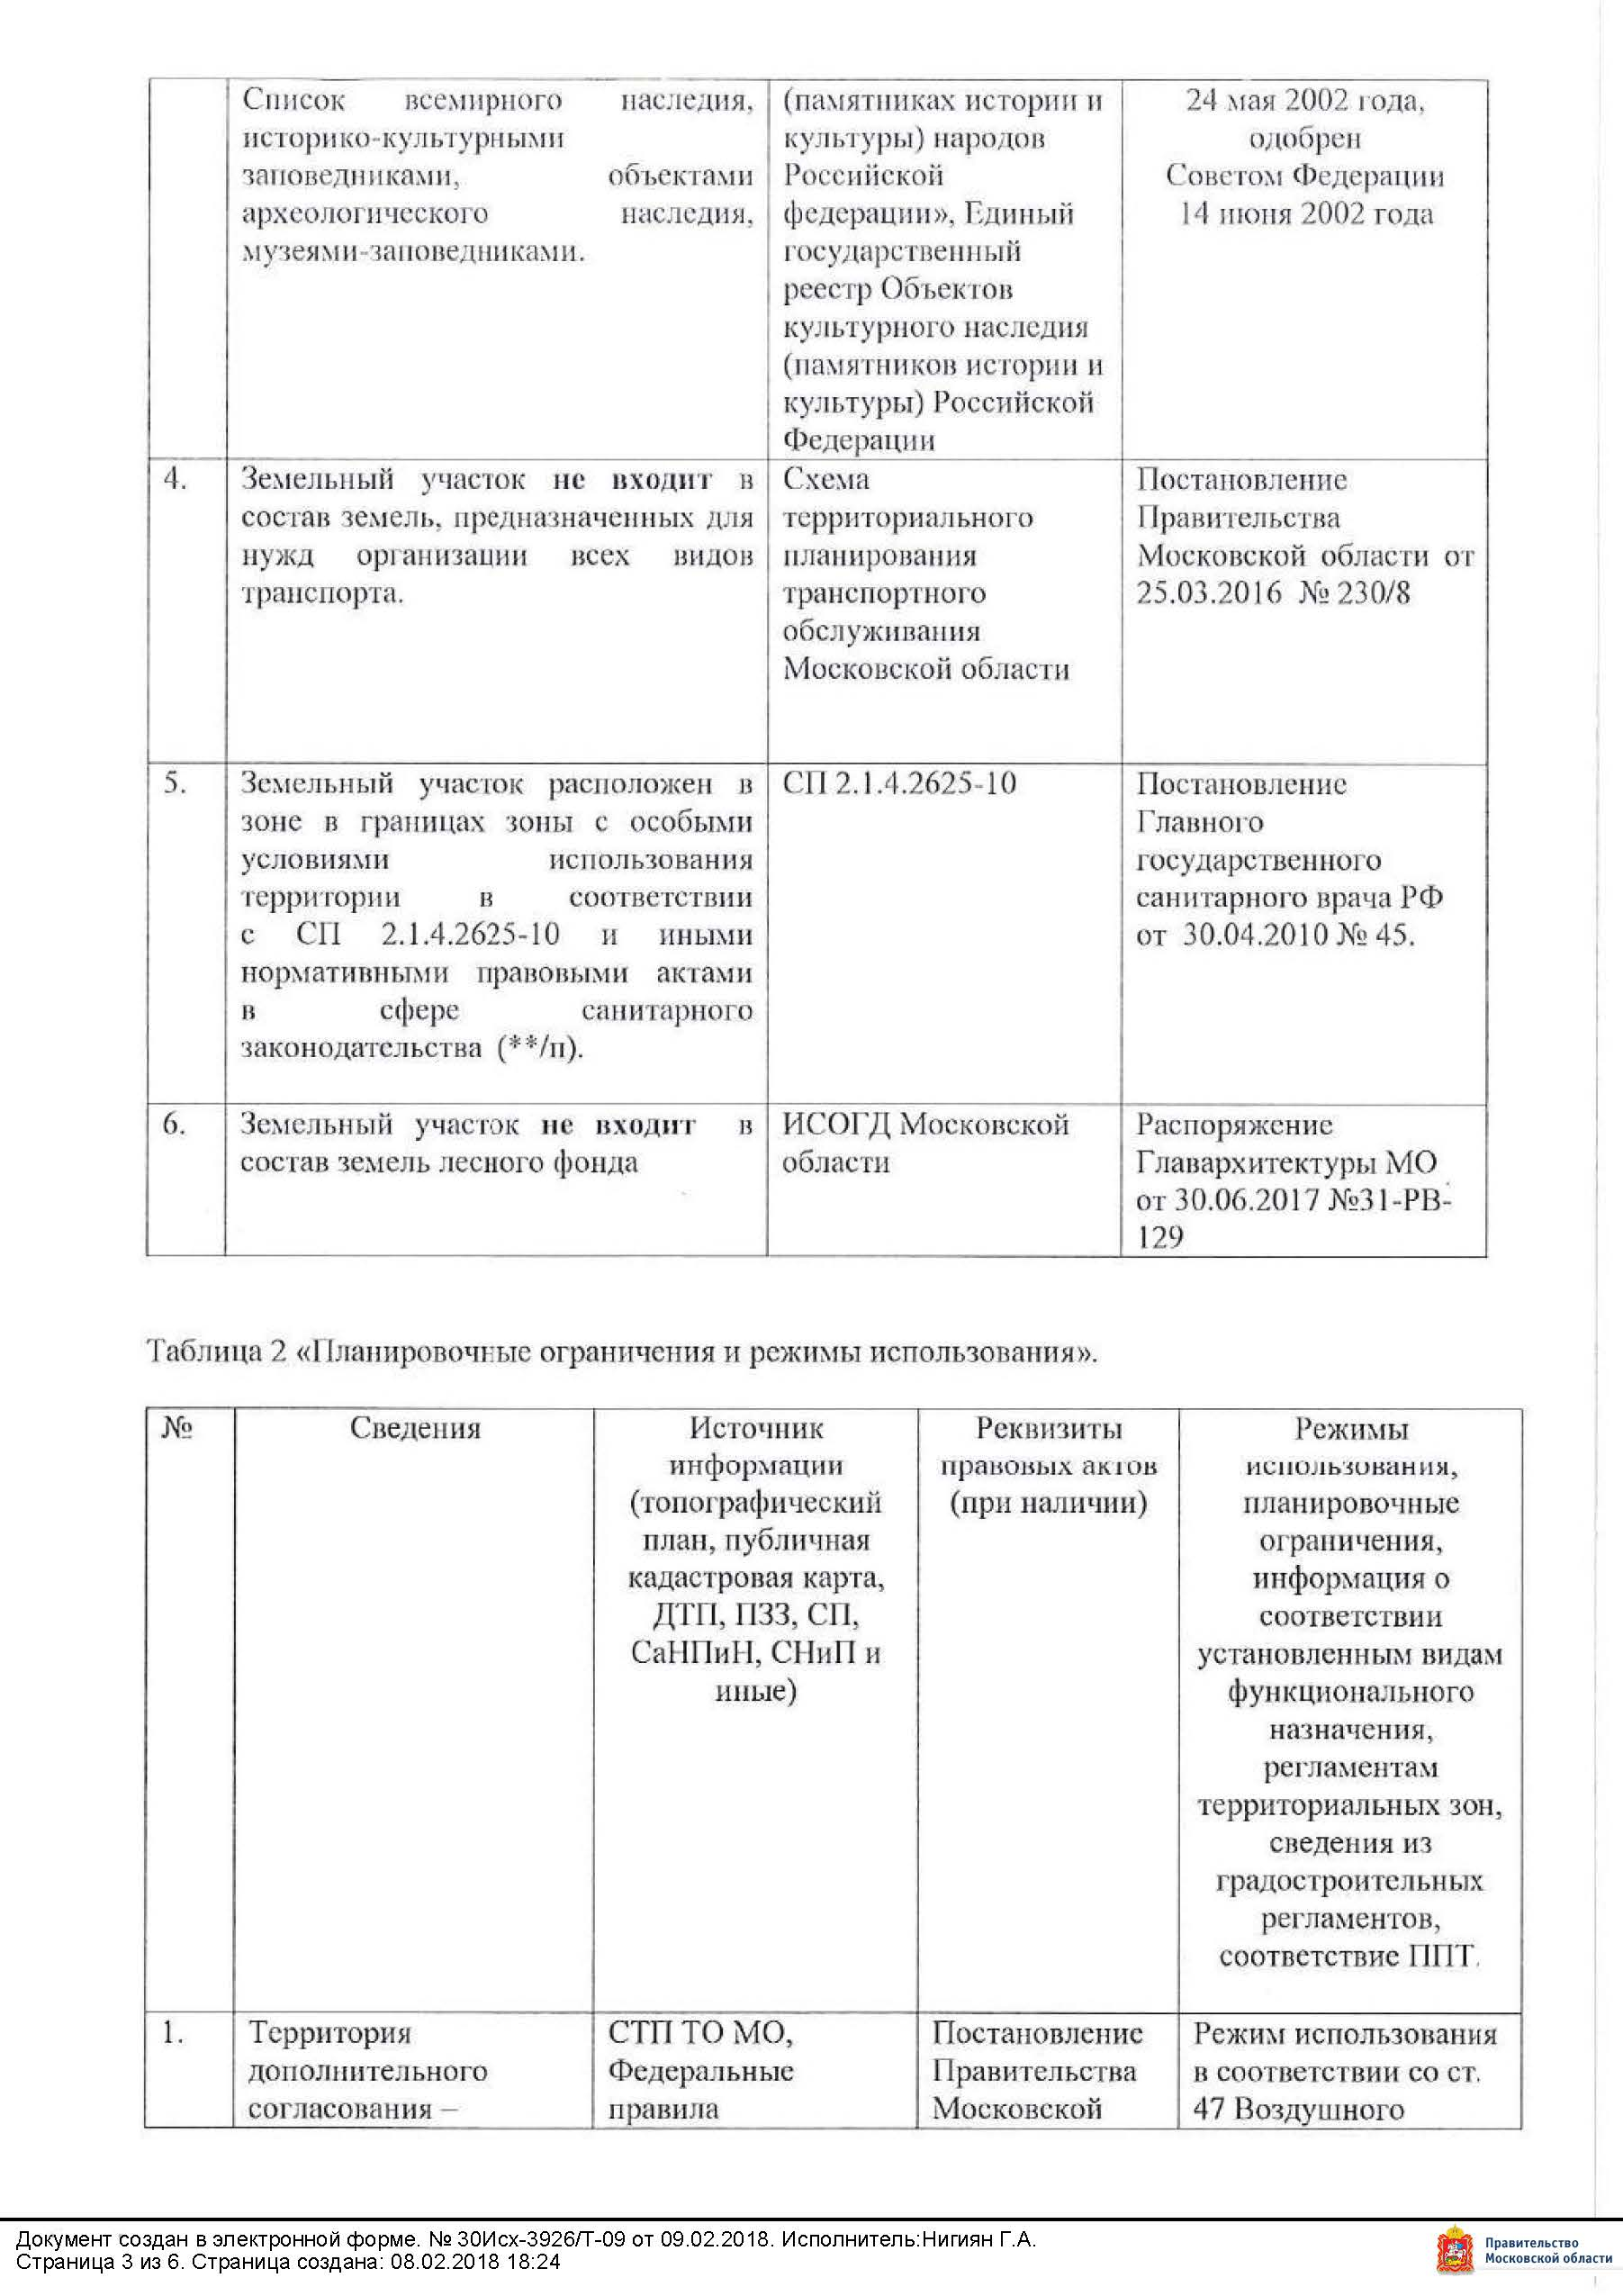 Список всемирного наследия,
историко-культурными
заповедниками, объектами
археологического наследия,
музеями-заповедниками.
(памятниках истории и
культуры) народов
Российской
федерации», Единый
государственный
реестр Объектов
культурного наследия
(памятников истории и
культуры) Российской
Федерации
24 мая 2002 года,
одобрен
Советом Федерации
14 июня 2002 года
4.
Земельный участок не входит в
состав земель, предназначенных для
нужд организации всех видов
транспорта.
Схема
территориального
планирования
транспортного
обслуживания
Московской области
Постановление
Правительства
Московской области от
25.03.2016 № 230/8
5.
Земельный участок расположен в
зоне в границах зоны с особыми
условиями использования
территории в соответствии
с СП 2.1.4.2625-10 и иными
нормативными правовыми актами
в сфере санитарного
законодательства (**/п).
СП 2.1.4.2625-10
Постановление
Главного
государственного
санитарного врача РФ
от 30.04.2010 № 45.
6.
Земельный участок не входит в
состав земель лесного фонда
ИСОГД Московской
области
Распоряжение
Главархитектуры МО
от 30.06.2017 №31-РВ-
129
Таблица 2 «Планировочные ограничения и режимы использования».
№
Сведения
Источник
информации
(топографический
план, публичная
кадастровая карта,
ДТП, ПЗЗ, СП,
СаНПиН, СНиП и
иные)
Реквизиты
правовых актов
(при наличии)
Режимы
использования,
планировочные
ограничения,
информация о
соответствии
установленным видам
функционального
назначения,
регламентам
территориальных зон,
сведения из
градостроительных
регламентов,
соответствие ППТ.
1.
Территория
дополнительного
согласования –
СТП ТО МО,
Федеральные
правила
Постановление
Правительства
Московской
Режим использования
в соответствии со ст.
47 Воздушного
Документ создан в электронной форме. № 30Исх-3926/Т-09 от 09.02.2018. Исполнитель:Нигиян Г.А.
Страница 3 из 6. Страница создана: 08.02.2018 18:24
Правительство
Московской области